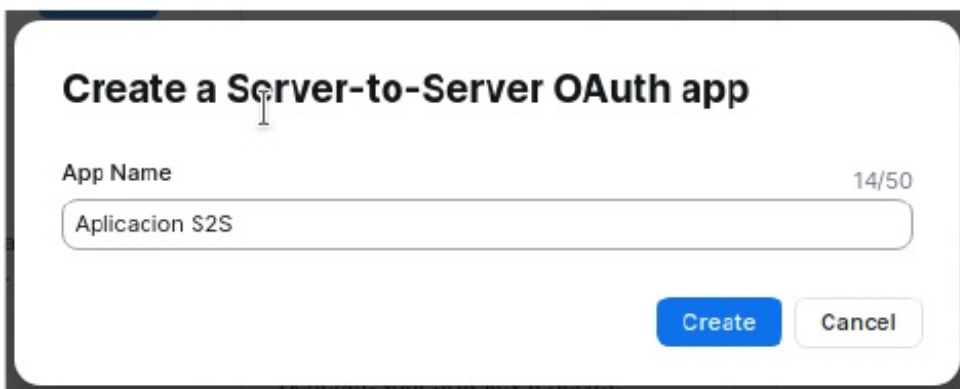 Create a Server-to-Server OAuth app
App Name
14/50
Aplicacion S2S
Create
Cancel